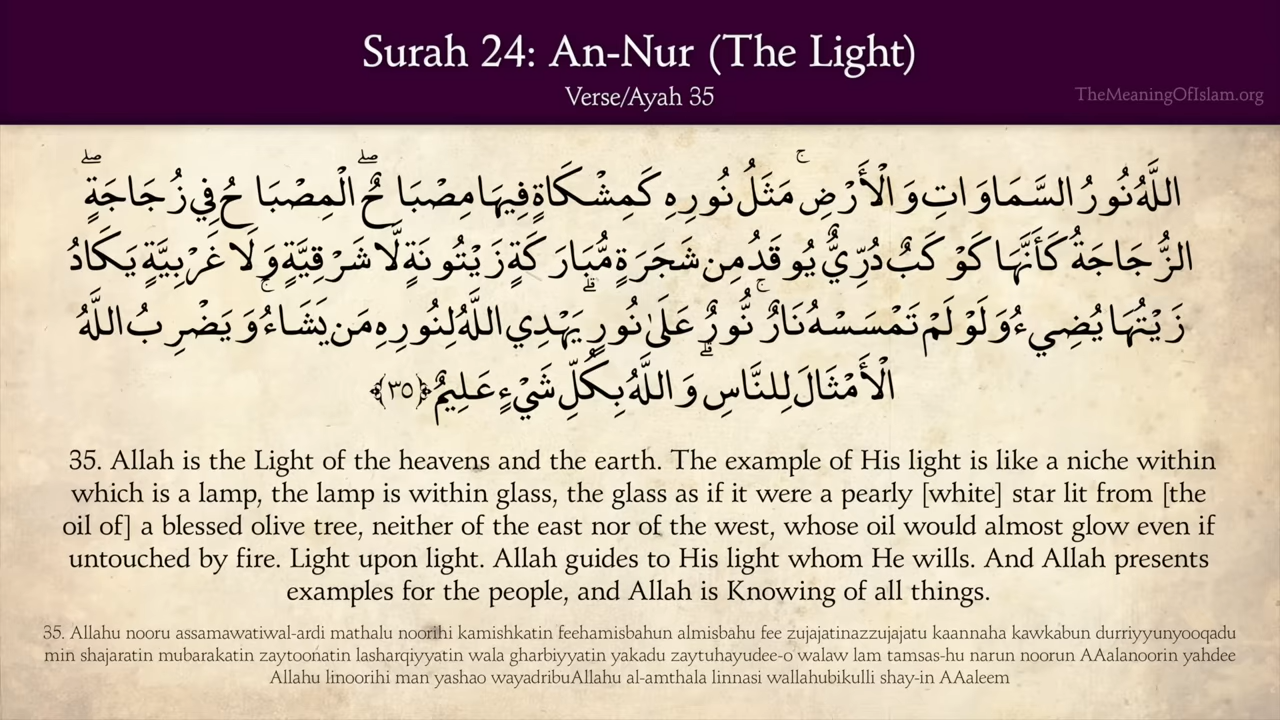 Surah 24: An-Nur (The Light)
Verse/Ayah 35
TheMeaningOfIslam.org
اللَّهُ نُورُ السَّمَاوَاتِ وَالْأَرْضِ ۚ مَثَلُ نُورِهِ كَمِشْكَاةٍ فِيهَا مِصْبَاحٌ ۖ الْمِصْبَاحُ فِي زُجَاجَةٍ ۖ
الزُّجَاجَةُ كَأَنَّهَا كَوْكَبٌ دُرِّيٌّ يُوقَدُ مِن شَجَرَةٍ مُّبَارَكَةٍ زَيْتُونَةٍ لَّا شَرْقِيَّةٍ وَلَا غَرْبِيَّةٍ يَكَادُ
زَيْتُهَا يُضِيءُ وَلَوْ لَمْ تَمْسَسْهُ نَارٌ ۚ نُّورٌ عَلَىٰ نُورٍ ۗ يَهْدِي اللَّهُ لِنُورِهِ مَن يَشَاءُ ۚ وَيَضْرِبُ اللَّهُ
الْأَمْثَالَ لِلنَّاسِ ۗ وَاللَّهُ بِكُلِّ شَيْءٍ عَلِيمٌ ﴿٣٥﴾
35. Allah is the Light of the heavens and the earth. The example of His light is like a niche within
which is a lamp, the lamp is within glass, the glass as if it were a pearly [white] star lit from [the
oil of] a blessed olive tree, neither of the east nor of the west, whose oil would almost glow even if
untouched by fire. Light upon light. Allah guides to His light whom He wills. And Allah presents
examples for the people, and Allah is Knowing of all things.
35. Allahu nooru assamawatiwal-ardi mathalu noorihi kamishkatin feehamisbahun almisbahu fee zujajatinazzujajatu kaannaha kawkabun durriyyunyooqadu
min shajaratin mubarakatin zaytoonatin lasharqiyyatin wala gharbiyyatin yakadu zaytuhayudee-o walaw lam tamsas-hu narun noorun AAalanoorin yahdee
Allahu linoorihi man yashao wayadribuAllahu al-amthala linnasi wallahubikulli shay-in AAaleem